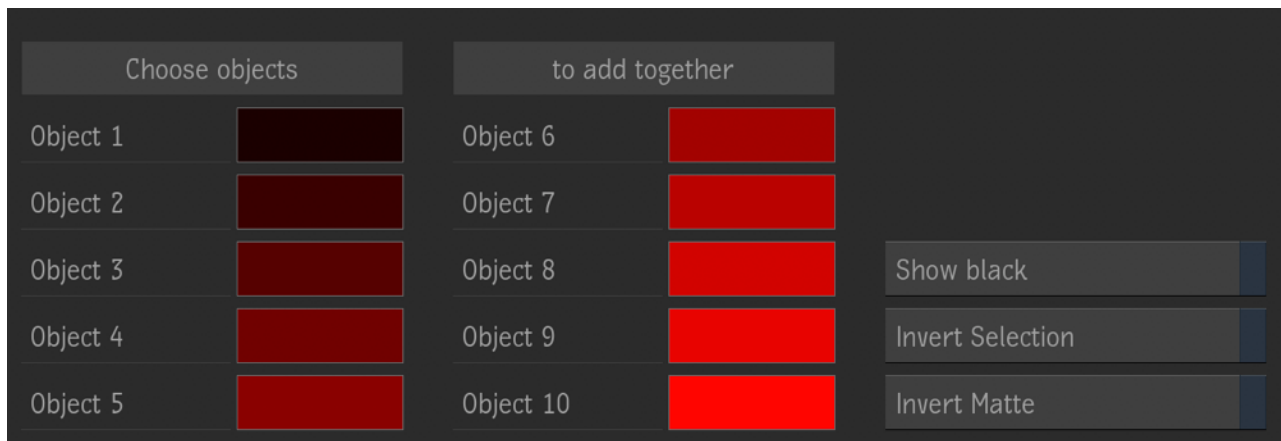 Choose objects
to add together
Object 1
Object 6
Object 2
Object 7
Object 3
Object 8
Show black
Object 4
Object 9
Invert Selection
Object 5
Object 10
Invert Matte